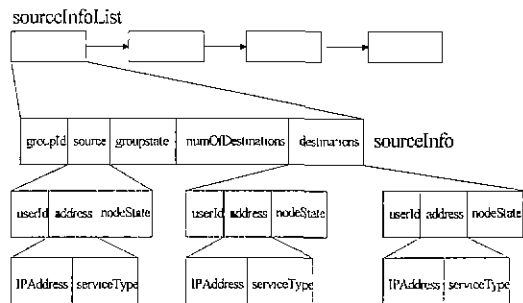 sourceInfoList
groupId source groupstate numOfDestinations destinations sourceInfo
userId address nodeState userId address nodeState userId address nodeState
IPAddress serviceType IPAddress serviceType IPAddress serviceType